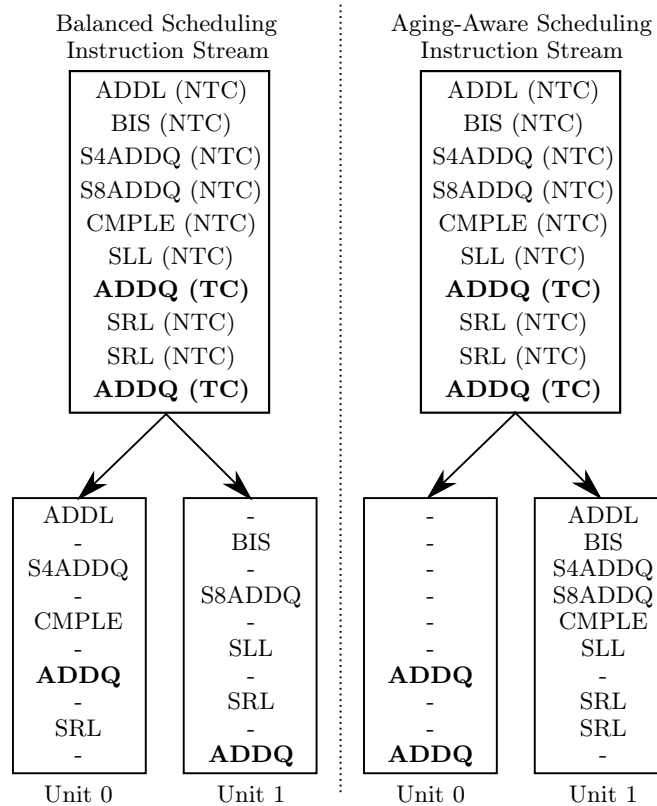 Balanced Scheduling
Instruction Stream
ADDL (NTC)
BIS (NTC)
S4ADDQ (NTC)
S8ADDQ (NTC)
CMPLE (NTC)
SLL (NTC)
ADDQ (TC)
SRL (NTC)
SRL (NTC)
ADDQ (TC)
ADDL
-
S4ADDQ
-
CMPLE
-
ADDQ
-
SRL
-
Unit 0
-
BIS
-
S8ADDQ
-
SLL
-
SRL
-
ADDQ
Unit 1
Aging-Aware Scheduling
Instruction Stream
ADDL (NTC)
BIS (NTC)
S4ADDQ (NTC)
S8ADDQ (NTC)
CMPLE (NTC)
SLL (NTC)
ADDQ (TC)
SRL (NTC)
SRL (NTC)
ADDQ (TC)
-
-
-
-
-
-
ADDQ
-
-
ADDQ
Unit 0
ADDL
BIS
S4ADDQ
S8ADDQ
CMPLE
SLL
-
SRL
SRL
-
Unit 1